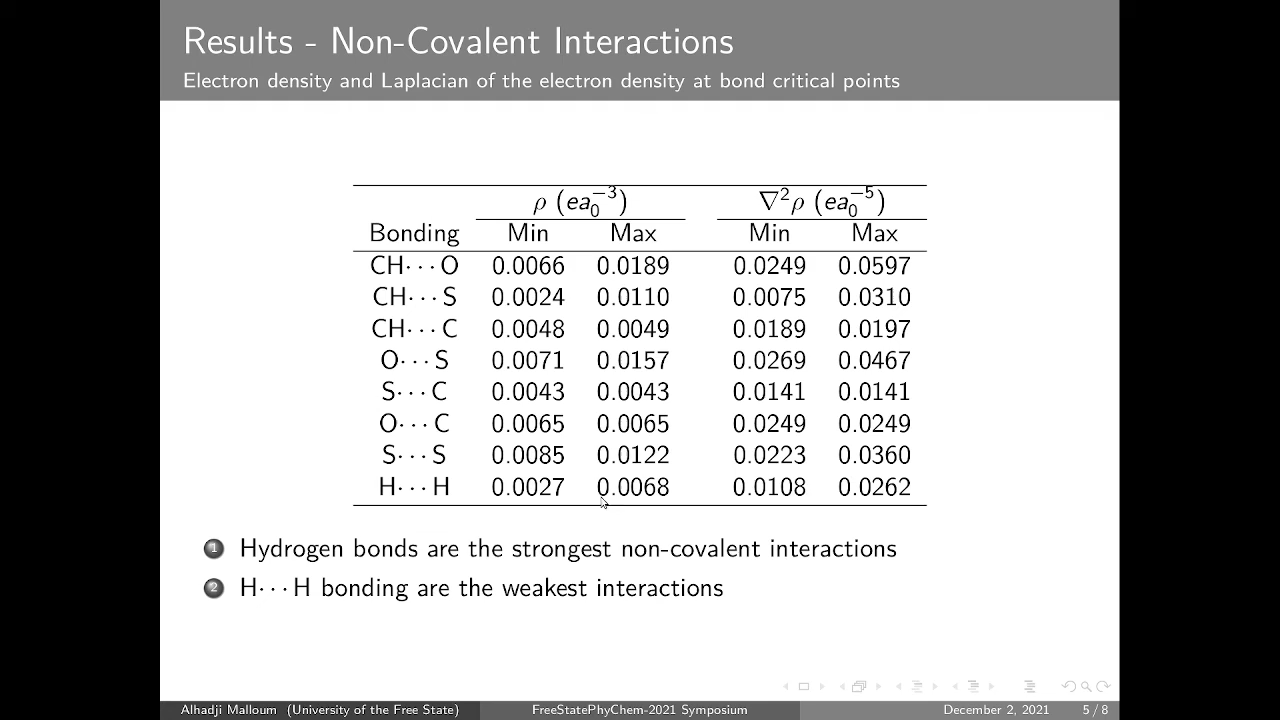 Results - Non-Covalent Interactions
Electron density and Laplacian of the electron density at bond critical points
ρ (ea₀⁻³) ∇²ρ (ea₀⁻⁵)
Bonding Min Max Min Max
CH···O 0.0066 0.0189 0.0249 0.0597
CH···S 0.0024 0.0110 0.0075 0.0310
CH···C 0.0048 0.0049 0.0189 0.0197
O···S 0.0071 0.0157 0.0269 0.0467
S···C 0.0043 0.0043 0.0141 0.0141
O···C 0.0065 0.0065 0.0249 0.0249
S···S 0.0085 0.0122 0.0223 0.0360
H···H 0.0027 0.0068 0.0108 0.0262
1 Hydrogen bonds are the strongest non-covalent interactions
2 H···H bonding are the weakest interactions
Alhadji Malloum (University of the Free State) FreeStatePhyChem-2021 Symposium December 2, 2021 5 / 8